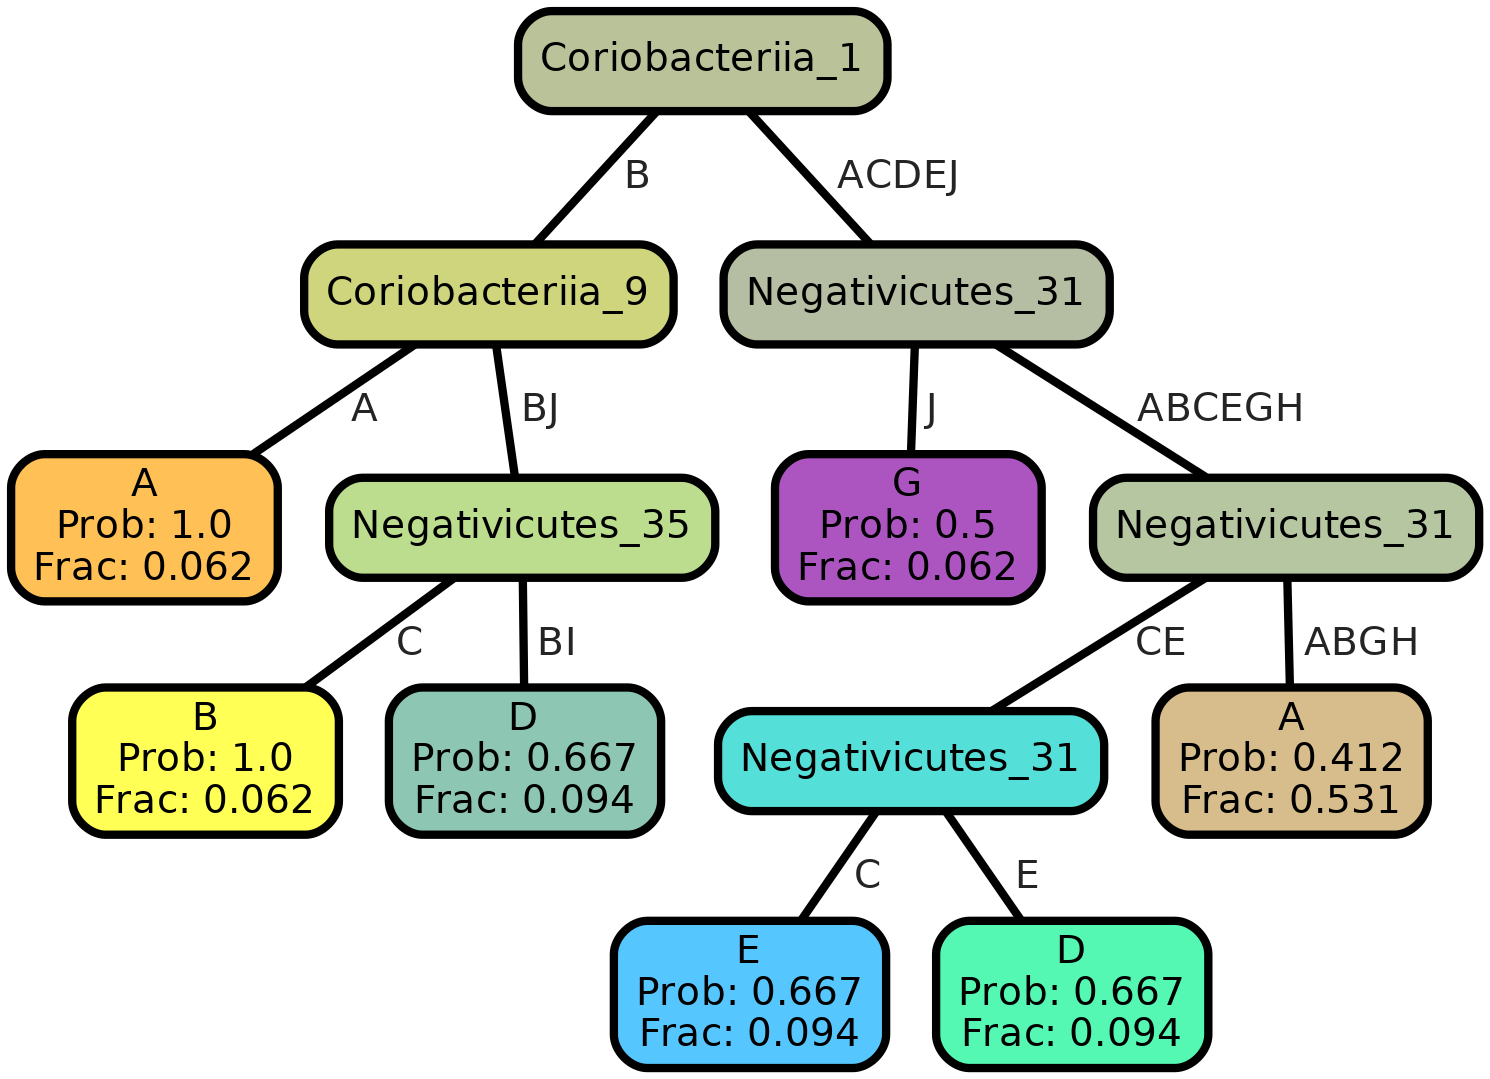 Coriobacteriia_1
B
ACDEJ
Coriobacteriia_9
Negativicutes_31
A
BJ
J
ABCEGH
A
Prob: 1.0
Frac: 0.062
Negativicutes_35
G
Prob: 0.5
Frac: 0.062
Negativicutes_31
C
BI
CE
ABGH
B
Prob: 1.0
Frac: 0.062
D
Prob: 0.667
Frac: 0.094
Negativicutes_31
A
Prob: 0.412
Frac: 0.531
C
E
E
Prob: 0.667
Frac: 0.094
D
Prob: 0.667
Frac: 0.094